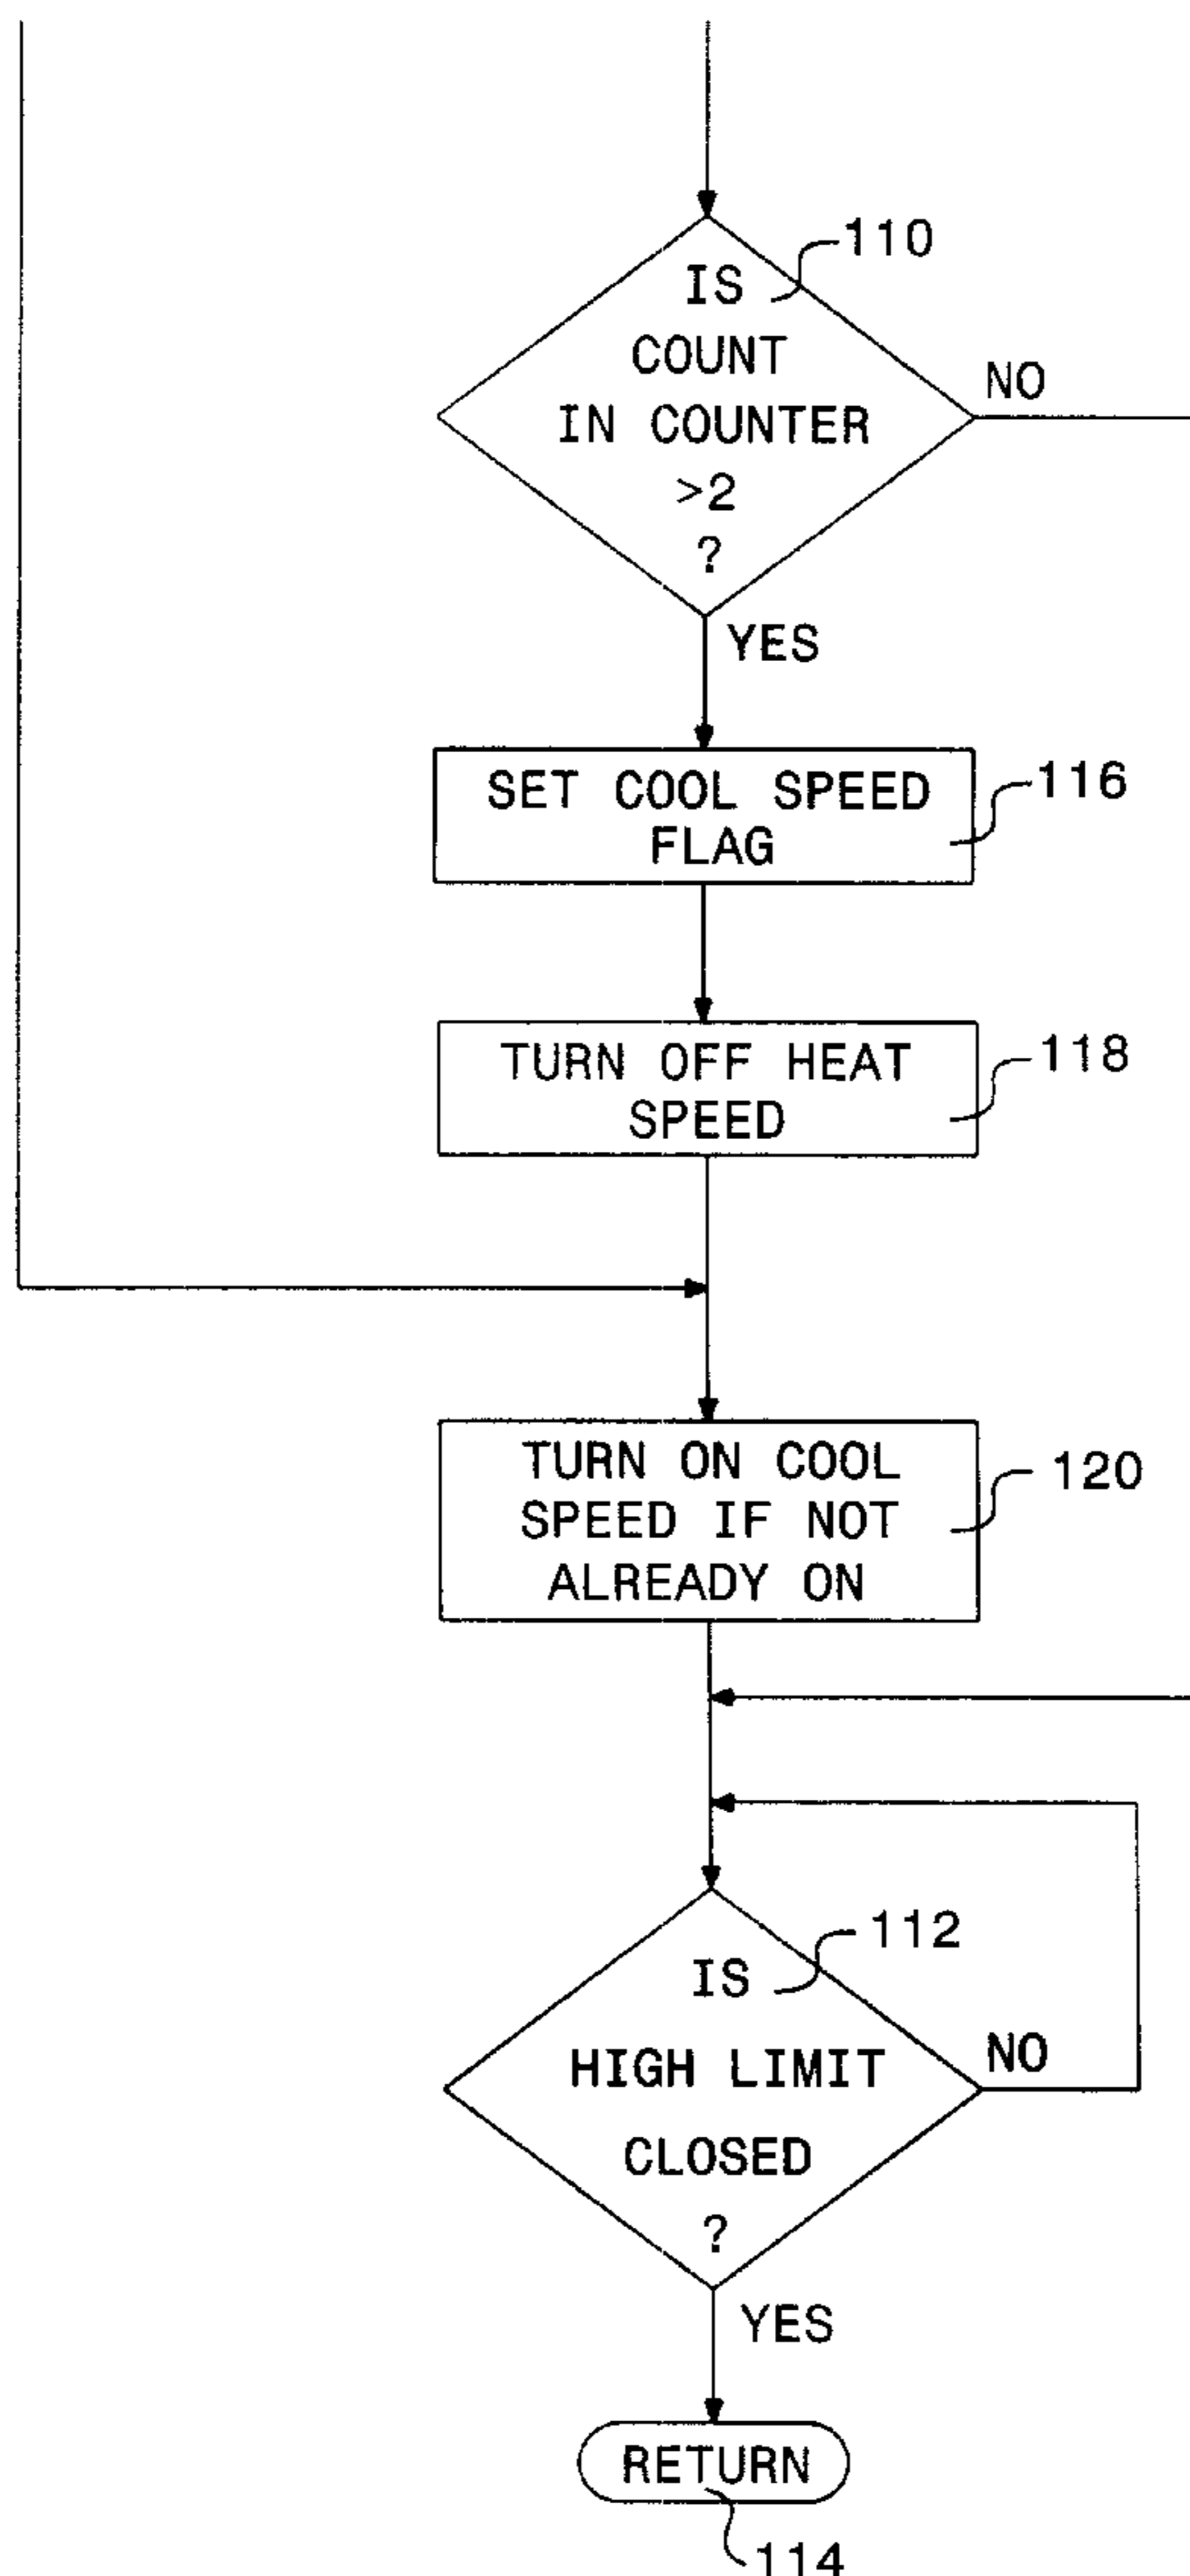 110
IS
COUNT
IN COUNTER
>2
?
NO
YES
SET COOL SPEED
FLAG
116
TURN OFF HEAT
SPEED
118
TURN ON COOL
SPEED IF NOT
ALREADY ON
120
112
IS
HIGH LIMIT
CLOSED
?
NO
YES
RETURN
114